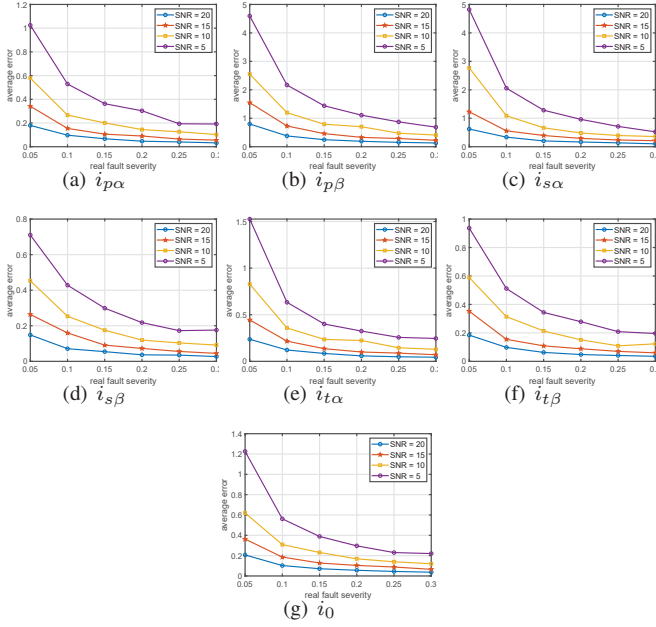 1.2
1
0.8
0.6
0.4
0.2
0
average error
SNR = 20
SNR = 15
SNR = 10
SNR = 5
0.05 0.1 0.15 0.2 0.25 0.3
real fault severity
(a) i_{pα}
5
4
3
2
1
0
average error
SNR = 20
SNR = 15
SNR = 10
SNR = 5
0.05 0.1 0.15 0.2 0.25 0.3
real fault severity
(b) i_{pβ}
5
4
3
2
1
0
average error
SNR = 20
SNR = 15
SNR = 10
SNR = 5
0.05 0.1 0.15 0.2 0.25 0.3
real fault severity
(c) i_{sα}
0.8
0.6
0.4
0.2
0
average error
SNR = 20
SNR = 15
SNR = 10
SNR = 5
0.05 0.1 0.15 0.2 0.25 0.3
real fault severity
(d) i_{sβ}
1.5
1
0.5
0
average error
SNR = 20
SNR = 15
SNR = 10
SNR = 5
0.05 0.1 0.15 0.2 0.25 0.3
real fault severity
(e) i_{tα}
1
0.8
0.6
0.4
0.2
average error
SNR = 20
SNR = 15
SNR = 10
SNR = 5
0.05 0.1 0.15 0.2 0.25 0.3
real fault severity
(f) i_{tβ}
1.4
1.2
1
0.8
0.6
0.4
0.2
0
average error
SNR = 20
SNR = 15
SNR = 10
SNR = 5
0.05 0.1 0.15 0.2 0.25 0.3
real fault severity
(g) i_0